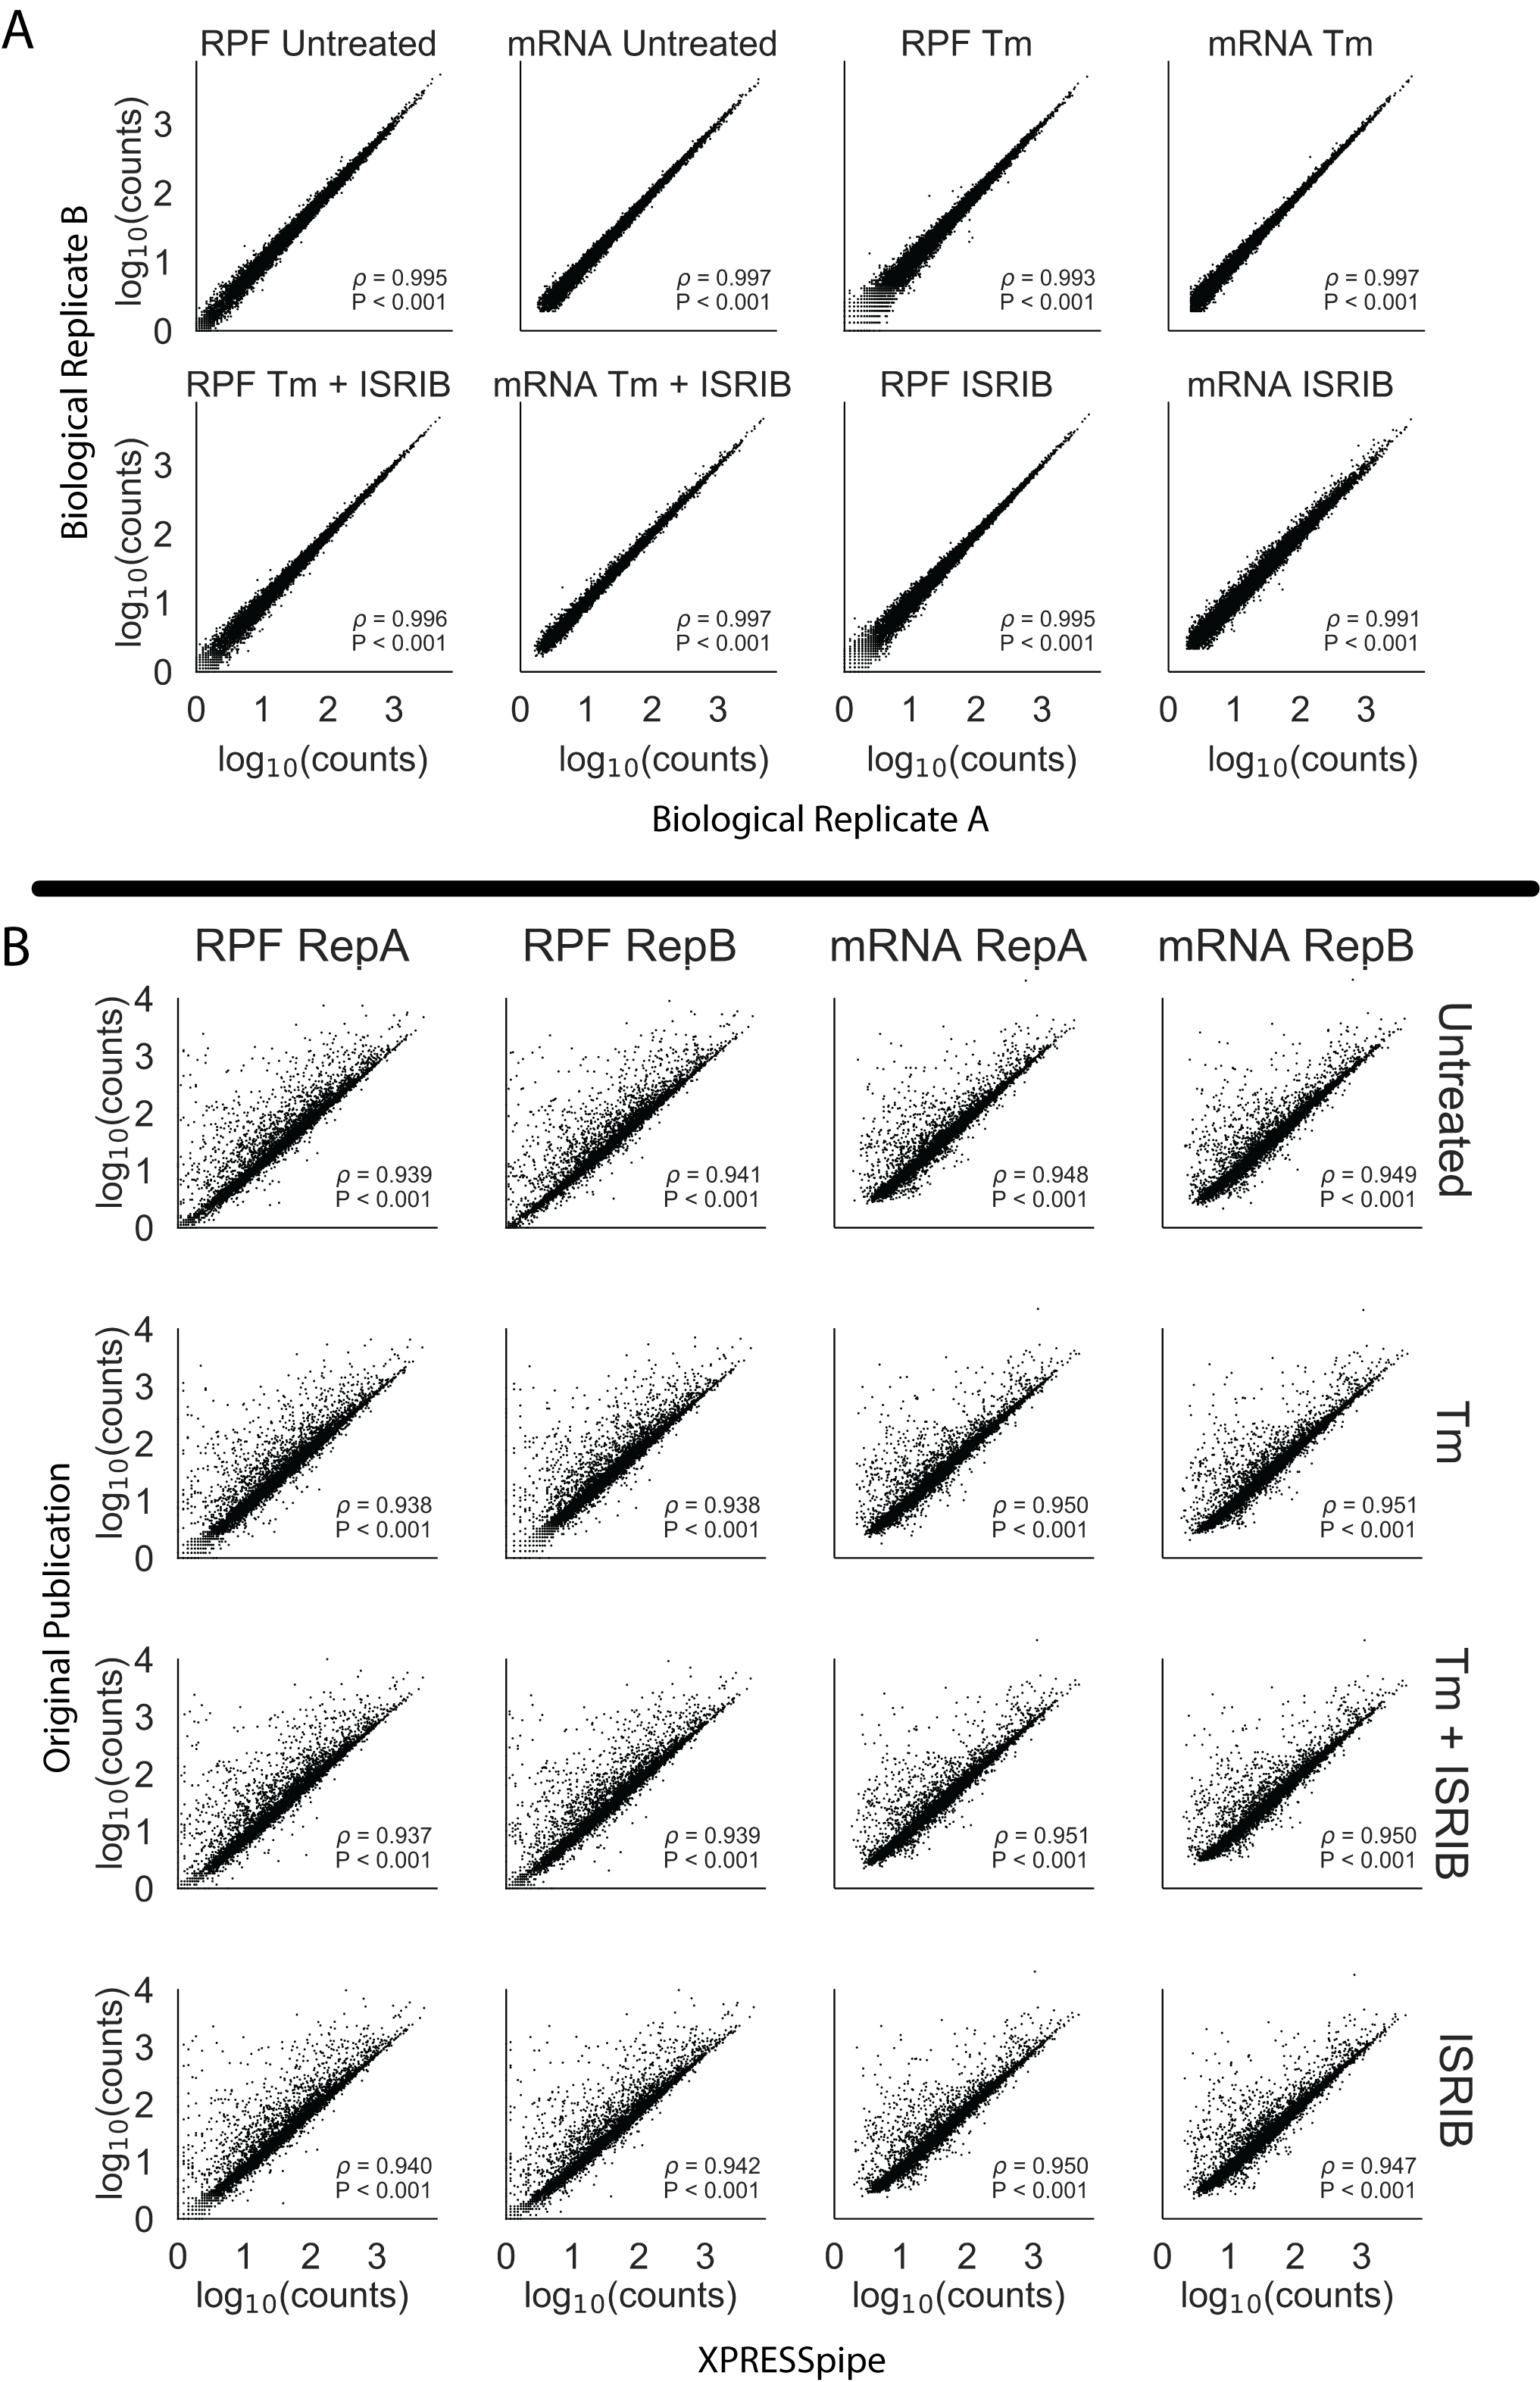 A
RPF Untreated
mRNA Untreated
RPF Tm
mRNA Tm
Biological Replicate B
log10(counts)
3
2
1
0
ρ = 0.995
P < 0.001
ρ = 0.997
P < 0.001
ρ = 0.993
P < 0.001
ρ = 0.997
P < 0.001
RPF Tm + ISRIB
mRNA Tm + ISRIB
RPF ISRIB
mRNA ISRIB
log10(counts)
3
2
1
0
ρ = 0.996
P < 0.001
ρ = 0.997
P < 0.001
ρ = 0.995
P < 0.001
ρ = 0.991
P < 0.001
0 1 2 3
0 1 2 3
0 1 2 3
0 1 2 3
log10(counts)
log10(counts)
log10(counts)
log10(counts)
Biological Replicate A
B
RPF RepA
RPF RepB
mRNA RepA
mRNA RepB
Original Publication
log10(counts)
4
3
2
1
0
ρ = 0.939
P < 0.001
ρ = 0.941
P < 0.001
ρ = 0.948
P < 0.001
ρ = 0.949
P < 0.001
Untreated
log10(counts)
4
3
2
1
0
ρ = 0.938
P < 0.001
ρ = 0.938
P < 0.001
ρ = 0.950
P < 0.001
ρ = 0.951
P < 0.001
Tm
log10(counts)
4
3
2
1
0
ρ = 0.937
P < 0.001
ρ = 0.939
P < 0.001
ρ = 0.951
P < 0.001
ρ = 0.950
P < 0.001
Tm + ISRIB
log10(counts)
4
3
2
1
0
ρ = 0.940
P < 0.001
ρ = 0.942
P < 0.001
ρ = 0.950
P < 0.001
ρ = 0.947
P < 0.001
ISRIB
0 1 2 3
0 1 2 3
0 1 2 3
0 1 2 3
log10(counts)
log10(counts)
log10(counts)
log10(counts)
XPRESSpipe